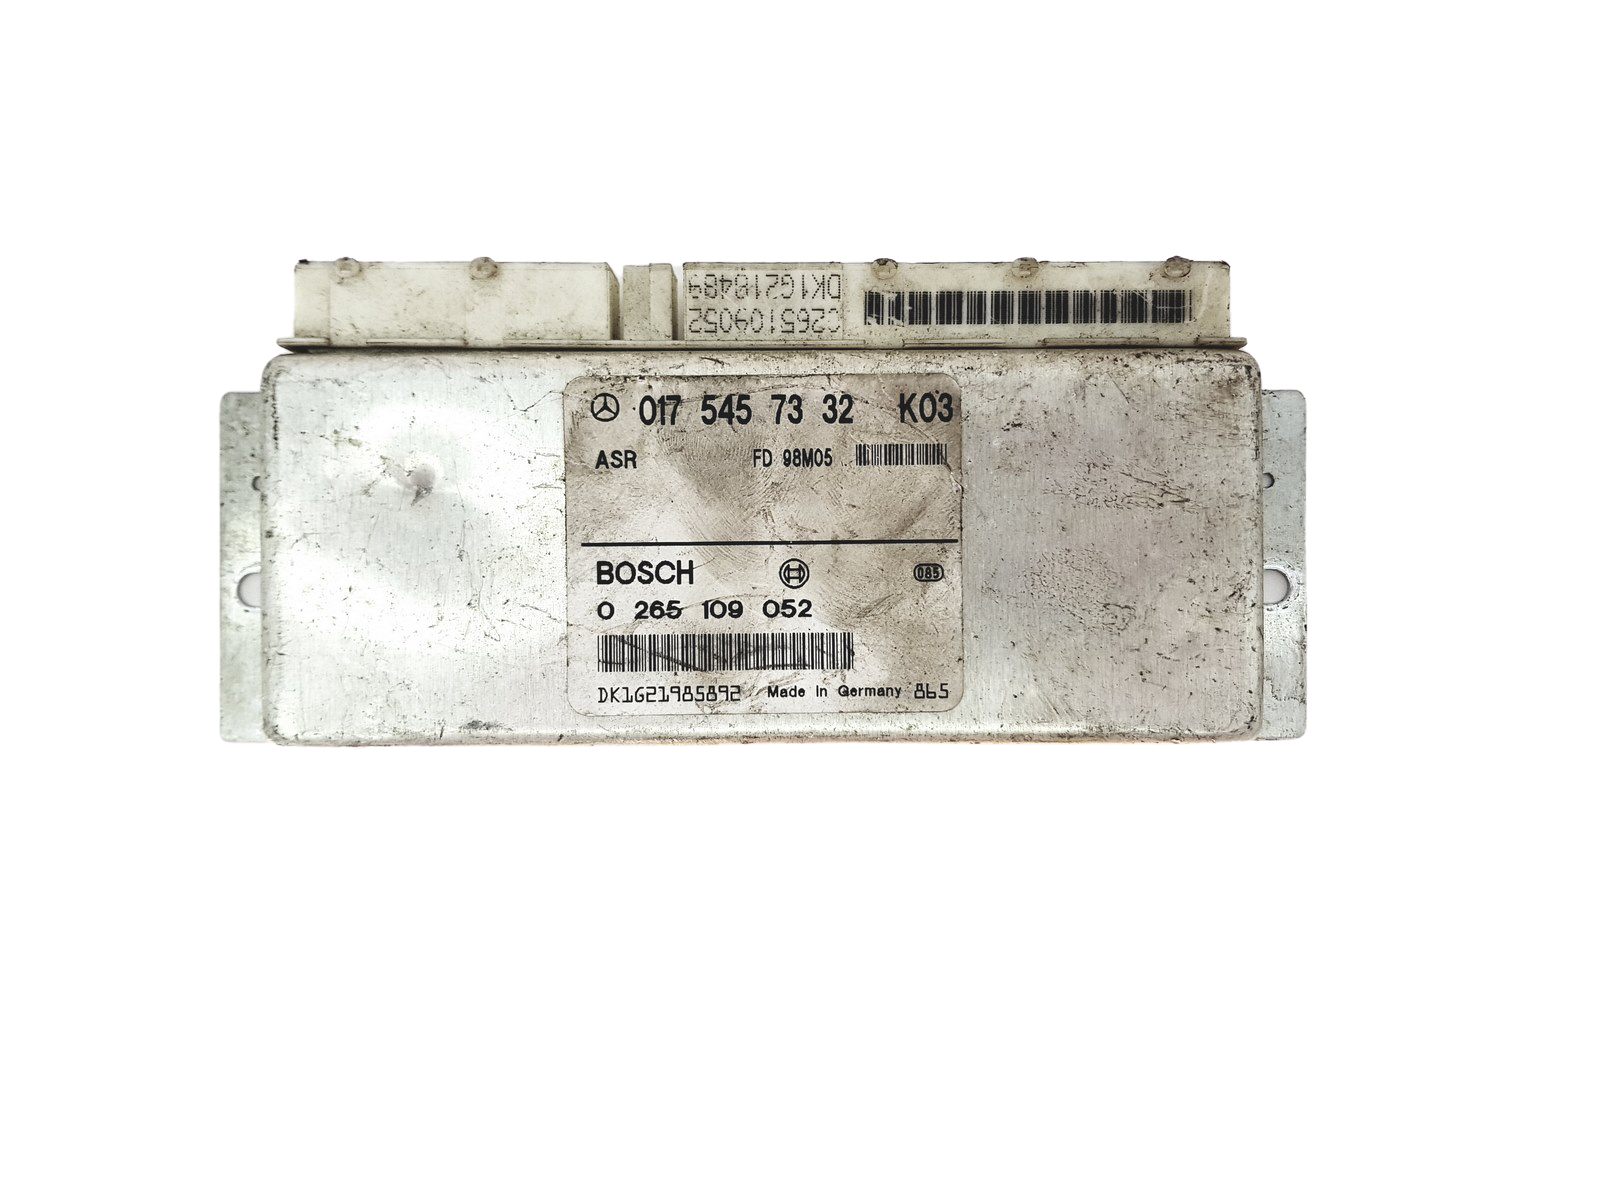 DK1G218489
0265109052
017 545 73 32 K03
ASR FD 98M05
BOSCH 085
0 265 109 052
DK1G21985892 Made In Germany 865